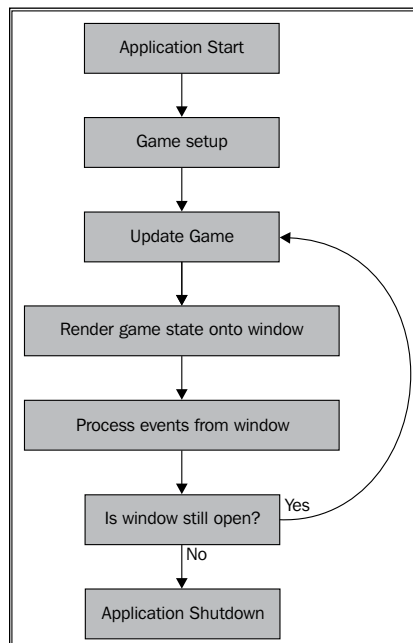 Application Start
Game setup
Update Game
Render game state onto window
Process events from window
Is window still open?
Yes
No
Application Shutdown